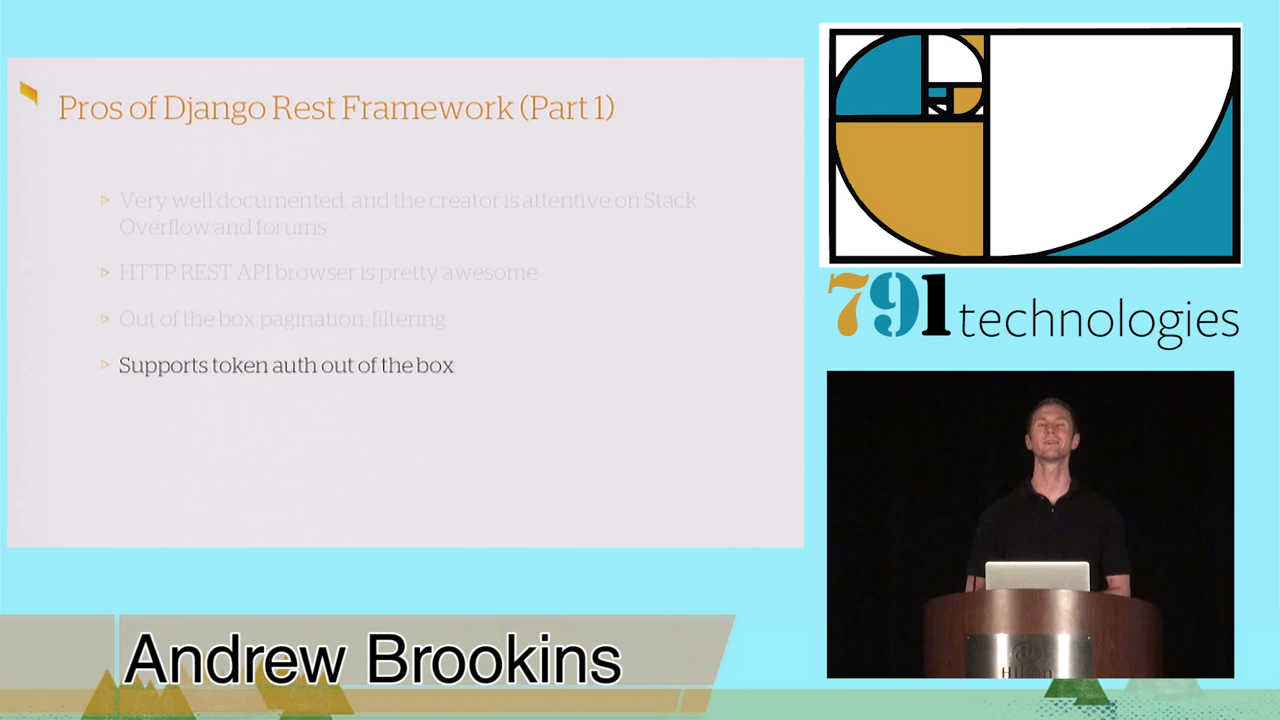 Pros of Django Rest Framework (Part 1)
Very well documented, and the creator is attentive on Stack
Overflow and forums
HTTP REST API browser is pretty awesome
Out of the box pagination, filtering
Supports token auth out of the box
791 technologies
Hilton
Andrew Brookins